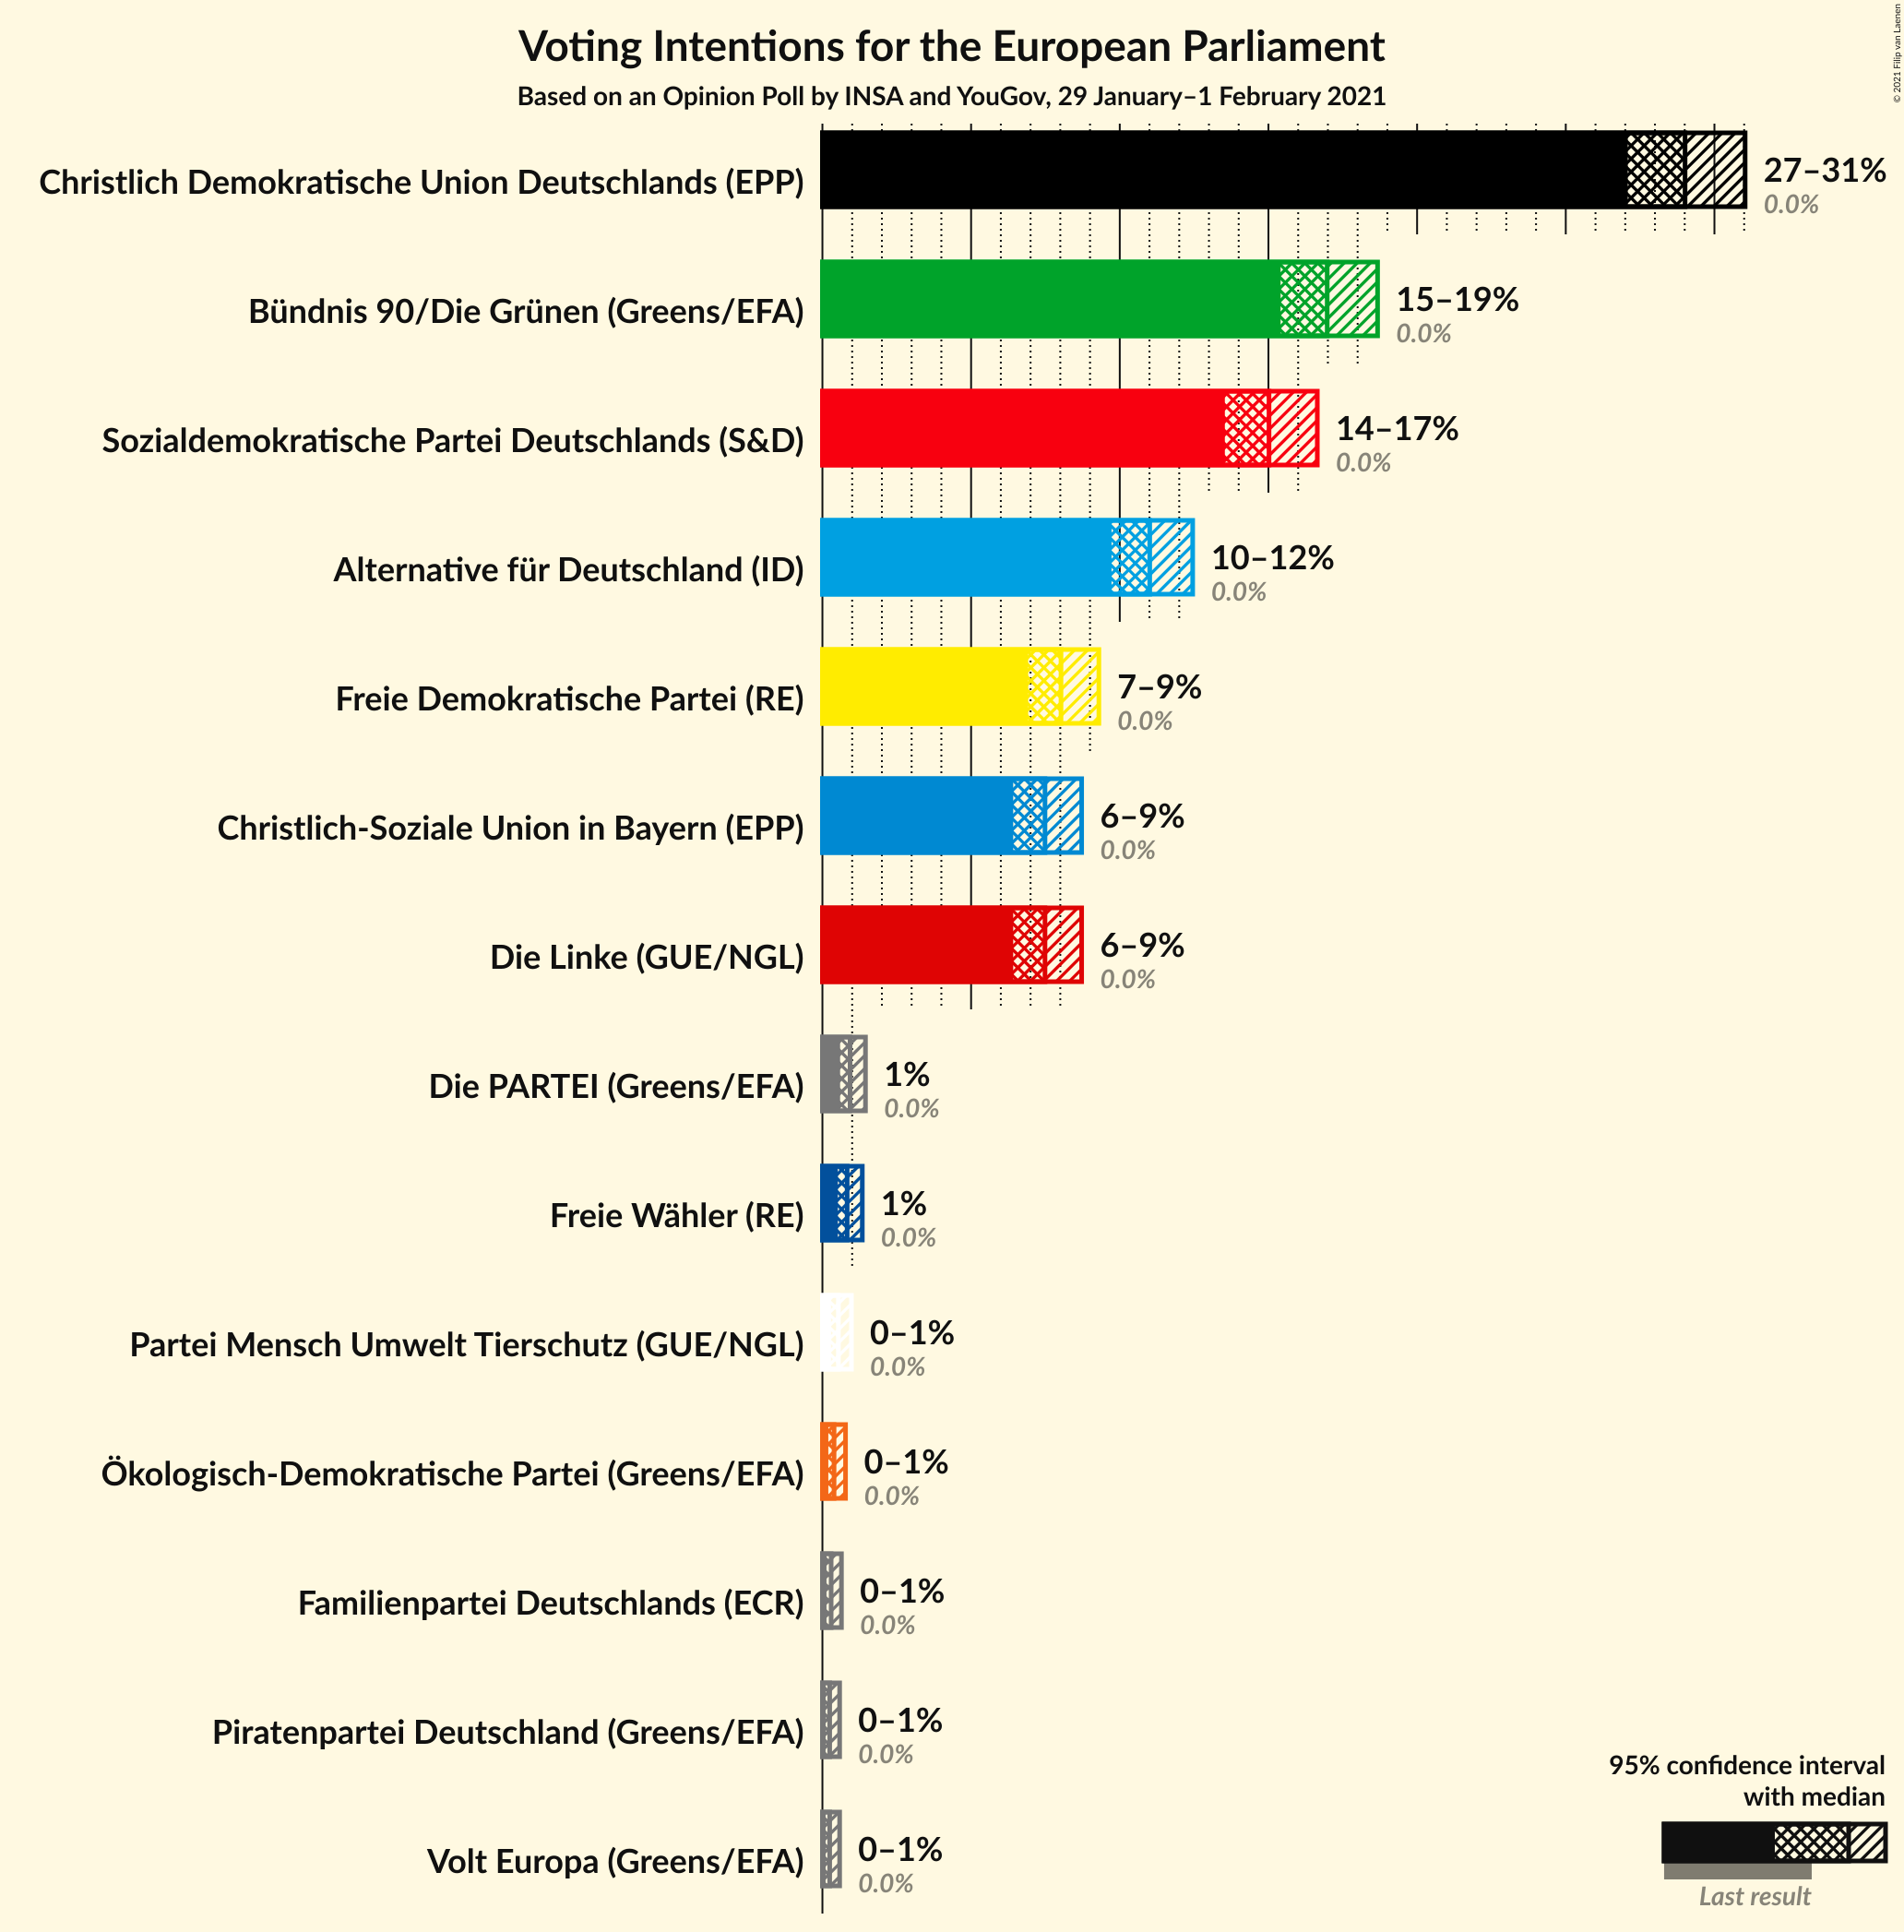 Voting Intentions for the European Parliament
Based on an Opinion Poll by INSA and YouGov, 29 January–1 February 2021
© 2021 Filip van Laenen
Christlich Demokratische Union Deutschlands (EPP)
27–31%
0.0%
Bündnis 90/Die Grünen (Greens/EFA)
15–19%
0.0%
Sozialdemokratische Partei Deutschlands (S&D)
14–17%
0.0%
Alternative für Deutschland (ID)
10–12%
0.0%
Freie Demokratische Partei (RE)
7–9%
0.0%
Christlich-Soziale Union in Bayern (EPP)
6–9%
0.0%
Die Linke (GUE/NGL)
6–9%
0.0%
Die PARTEI (Greens/EFA)
1%
0.0%
Freie Wähler (RE)
1%
0.0%
Partei Mensch Umwelt Tierschutz (GUE/NGL)
0–1%
0.0%
Ökologisch-Demokratische Partei (Greens/EFA)
0–1%
0.0%
Familienpartei Deutschlands (ECR)
0–1%
0.0%
Piratenpartei Deutschland (Greens/EFA)
0–1%
0.0%
Volt Europa (Greens/EFA)
0–1%
0.0%
95% confidence interval
with median
Last result